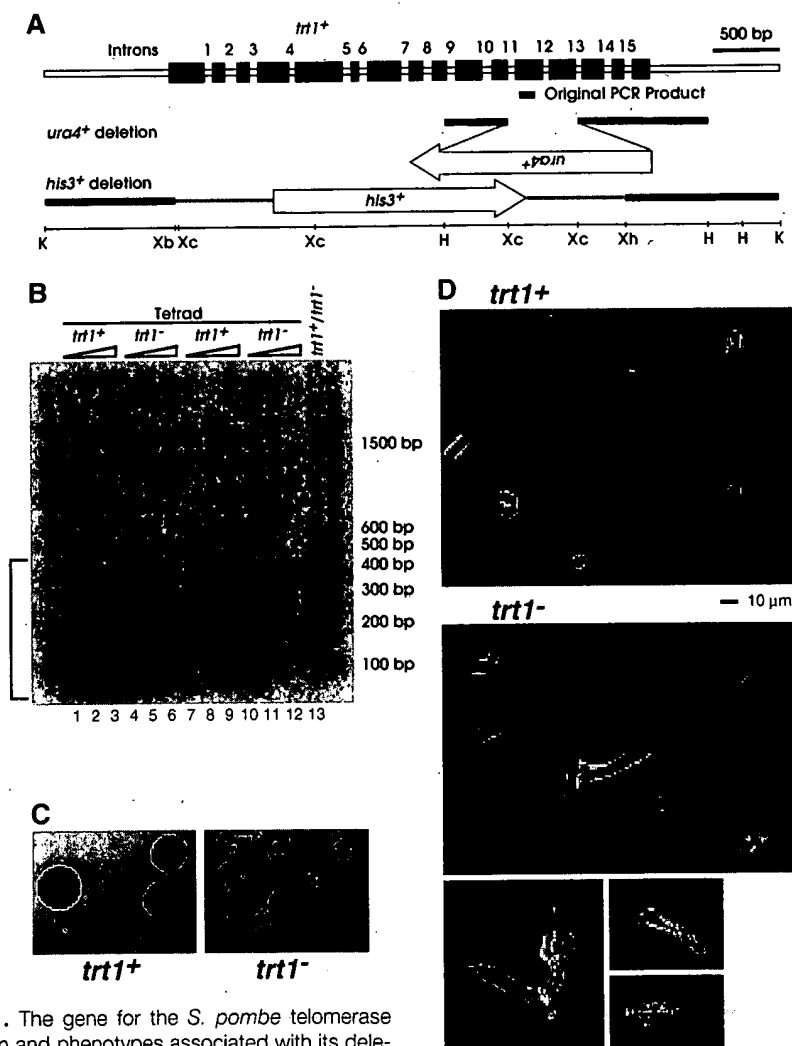 A
trt1+
500 bp
Introns 1 2 3 4 5 6 7 8 9 10 11 12 13 14 15
Original PCR Product
ura4+ deletion
ura4+
his3+ deletion
his3+
K Xb Xc Xc H Xc Xc Xh H H K
B
Tetrad
trt1+ trt1- trt1+ trt1- trt1+/trt1-
1500 bp
600 bp
500 bp
400 bp
300 bp
200 bp
100 bp
1 2 3 4 5 6 7 8 9 10 11 12 13
C
trt1+ trt1-
D
trt1+
trt1-
10 µm
. The gene for the S. pombe telomerase
n and phenotypes associated with its dele-